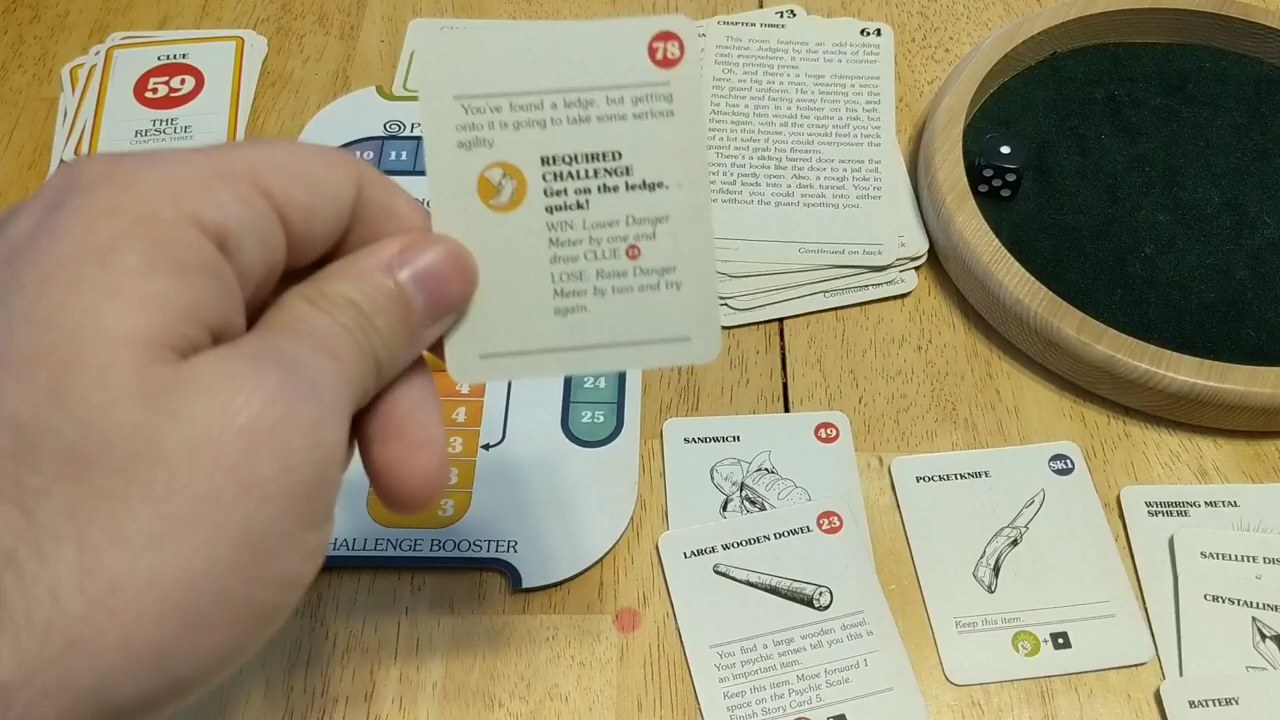 CLUE
59
THE
RESCUE
CHAPTER THREE
10 11
78
You've found a ledge, but getting
onto it is going to take some serious
agility.
REQUIRED
CHALLENGE
Get on the ledge,
quick!
WIN: Lower Danger
Meter by one and
draw CLUE
LOSE: Raise Danger
Meter by two and try
again.
73
CHAPTER THREE
64
This room features an odd-looking
machine. Judging by the stacks of fake
cash everywhere, it must be a counter-
feiting printing press.
Oh, and there's a huge chimpanzee
here, as big as a man, wearing a secu-
rity guard uniform. He's leaning on the
machine and facing away from you, and
he has a gun in a holster on his belt.
Attacking him would be quite a risk, but
then again, with all the crazy stuff you've
seen in this house, you would feel a heck
of a lot safer if you could overpower the
guard and grab his firearm.
There's a sliding barred door across the
room that looks like the door to a jail cell,
and it's partly open. Also, a rough hole in
the wall leads into a dark tunnel. You're
confident you could sneak into either
one without the guard spotting you.
Continued on back
Continued on back
4
4
3
3
3
24
25
CHALLENGE BOOSTER
SANDWICH
49
LARGE WOODEN DOWEL
23
You find a large wooden dowel.
Your psychic senses tell you this is
an important item.
Keep this item. Move forward 1
space on the Psychic Scale.
Finish Story Card 5.
POCKETKNIFE
SK1
Keep this item.
+
WHIRRING METAL
SPHERE
SATELLITE DIS
CRYSTALLINE
BATTERY